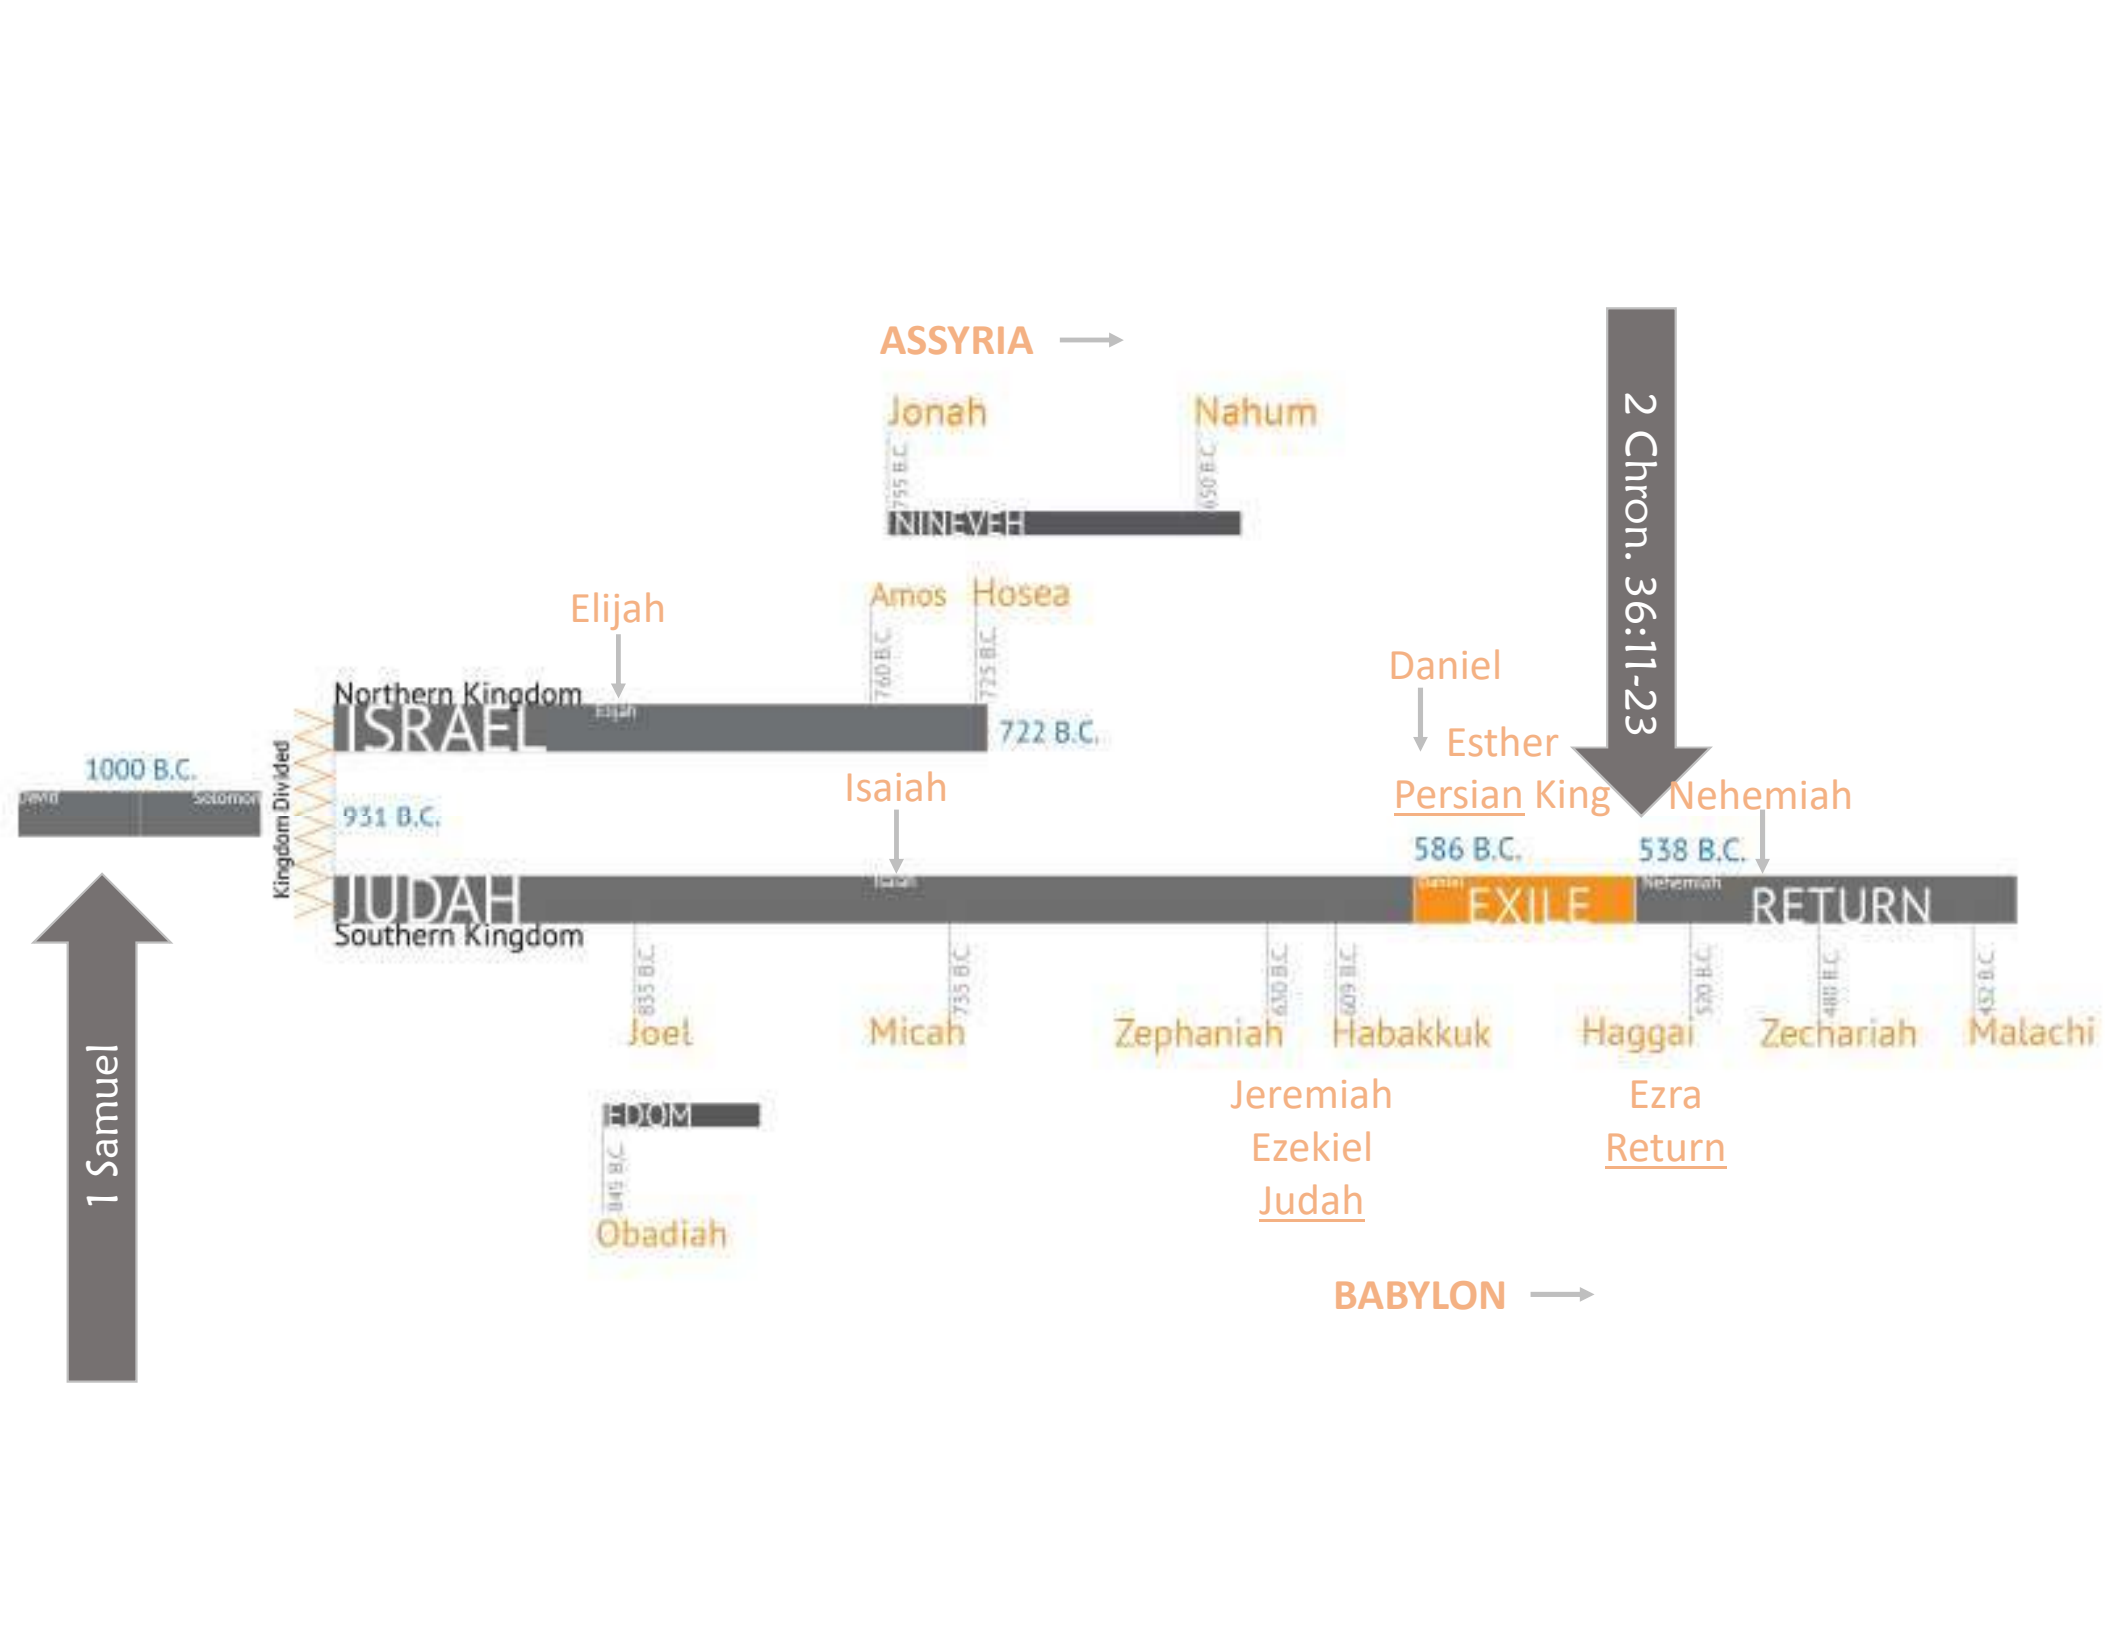 ASSYRIA
Jonah
Nahum
755 B.C.
650 B.C.
NINEVEH
2 Chron. 36:11-23
Elijah
Amos
Hosea
760 B.C.
725 B.C.
Daniel
Northern Kingdom
ISRAEL
Elijah
722 B.C.
Esther
Persian King
1000 B.C.
David
Solomon
Kingdom Divided
931 B.C.
Isaiah
Nehemiah
586 B.C.
538 B.C.
JUDAH
Isaiah
Daniel
EXILE
Nehemiah
RETURN
Southern Kingdom
835 B.C.
735 B.C.
630 B.C.
609 B.C.
520 B.C.
480 B.C.
432 B.C.
Joel
Micah
Zephaniah
Habakkuk
Haggai
Zechariah
Malachi
1 Samuel
EDOM
Jeremiah
Ezekiel
Judah
Ezra
Return
B.C.
Obadiah
BABYLON